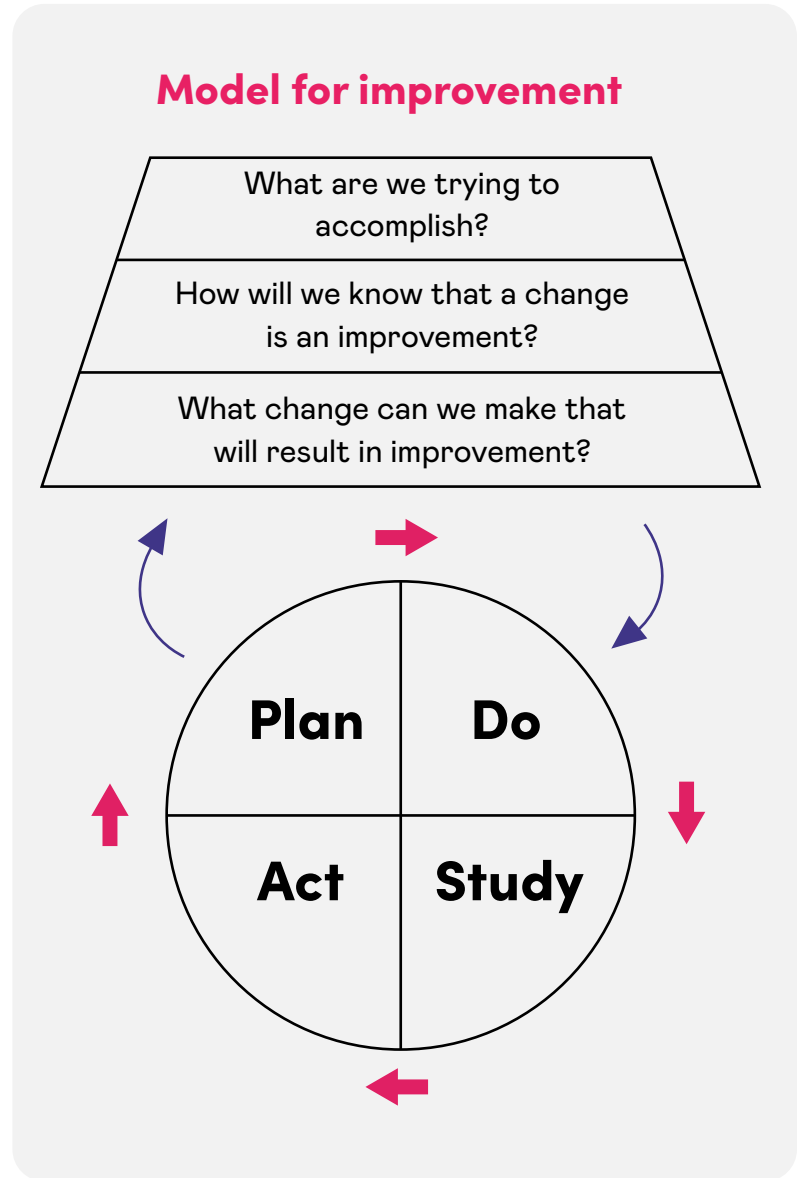 Model for improvement
What are we trying to
accomplish?
How will we know that a change
is an improvement?
What change can we make that
will result in improvement?
Plan
Do
Act
Study